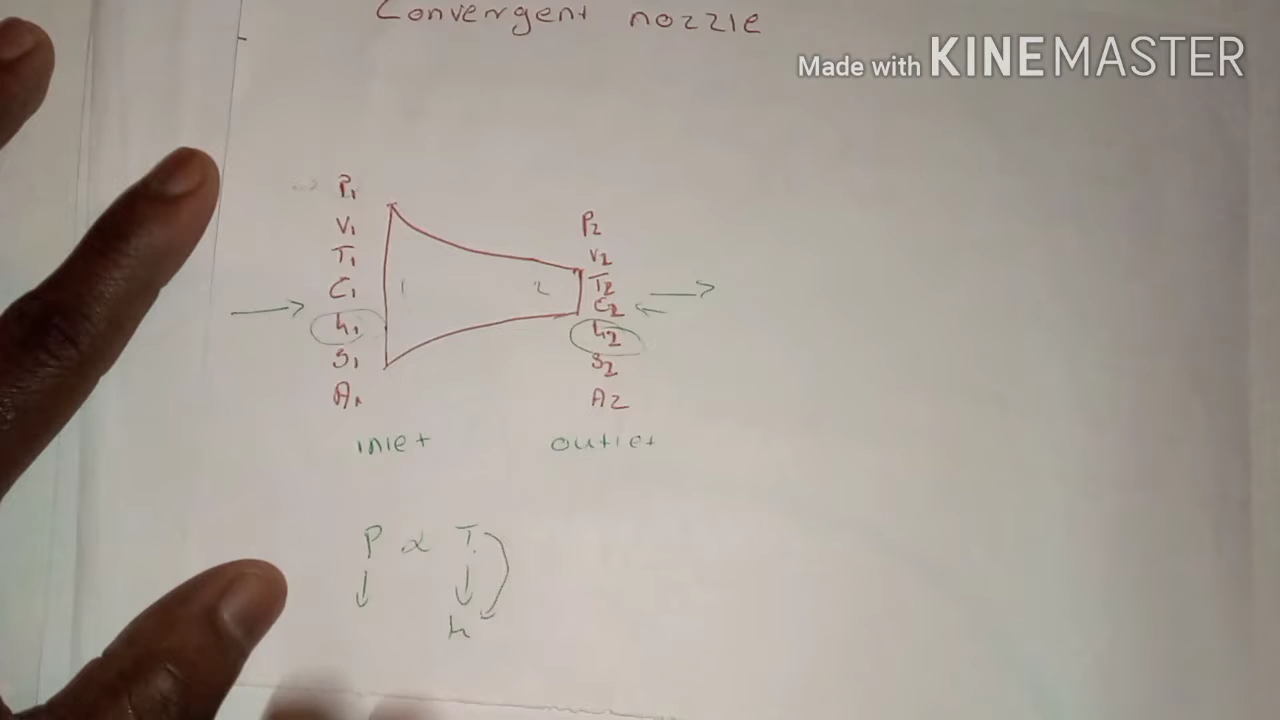 Convergent nozzle
Made with KINEMASTER
P1
V1
T1
C1
h1
S1
A1
1
2
P2
V2
T2
C2
h2
S2
A2
inlet
outlet
P ∝ T
↓ ↓
h